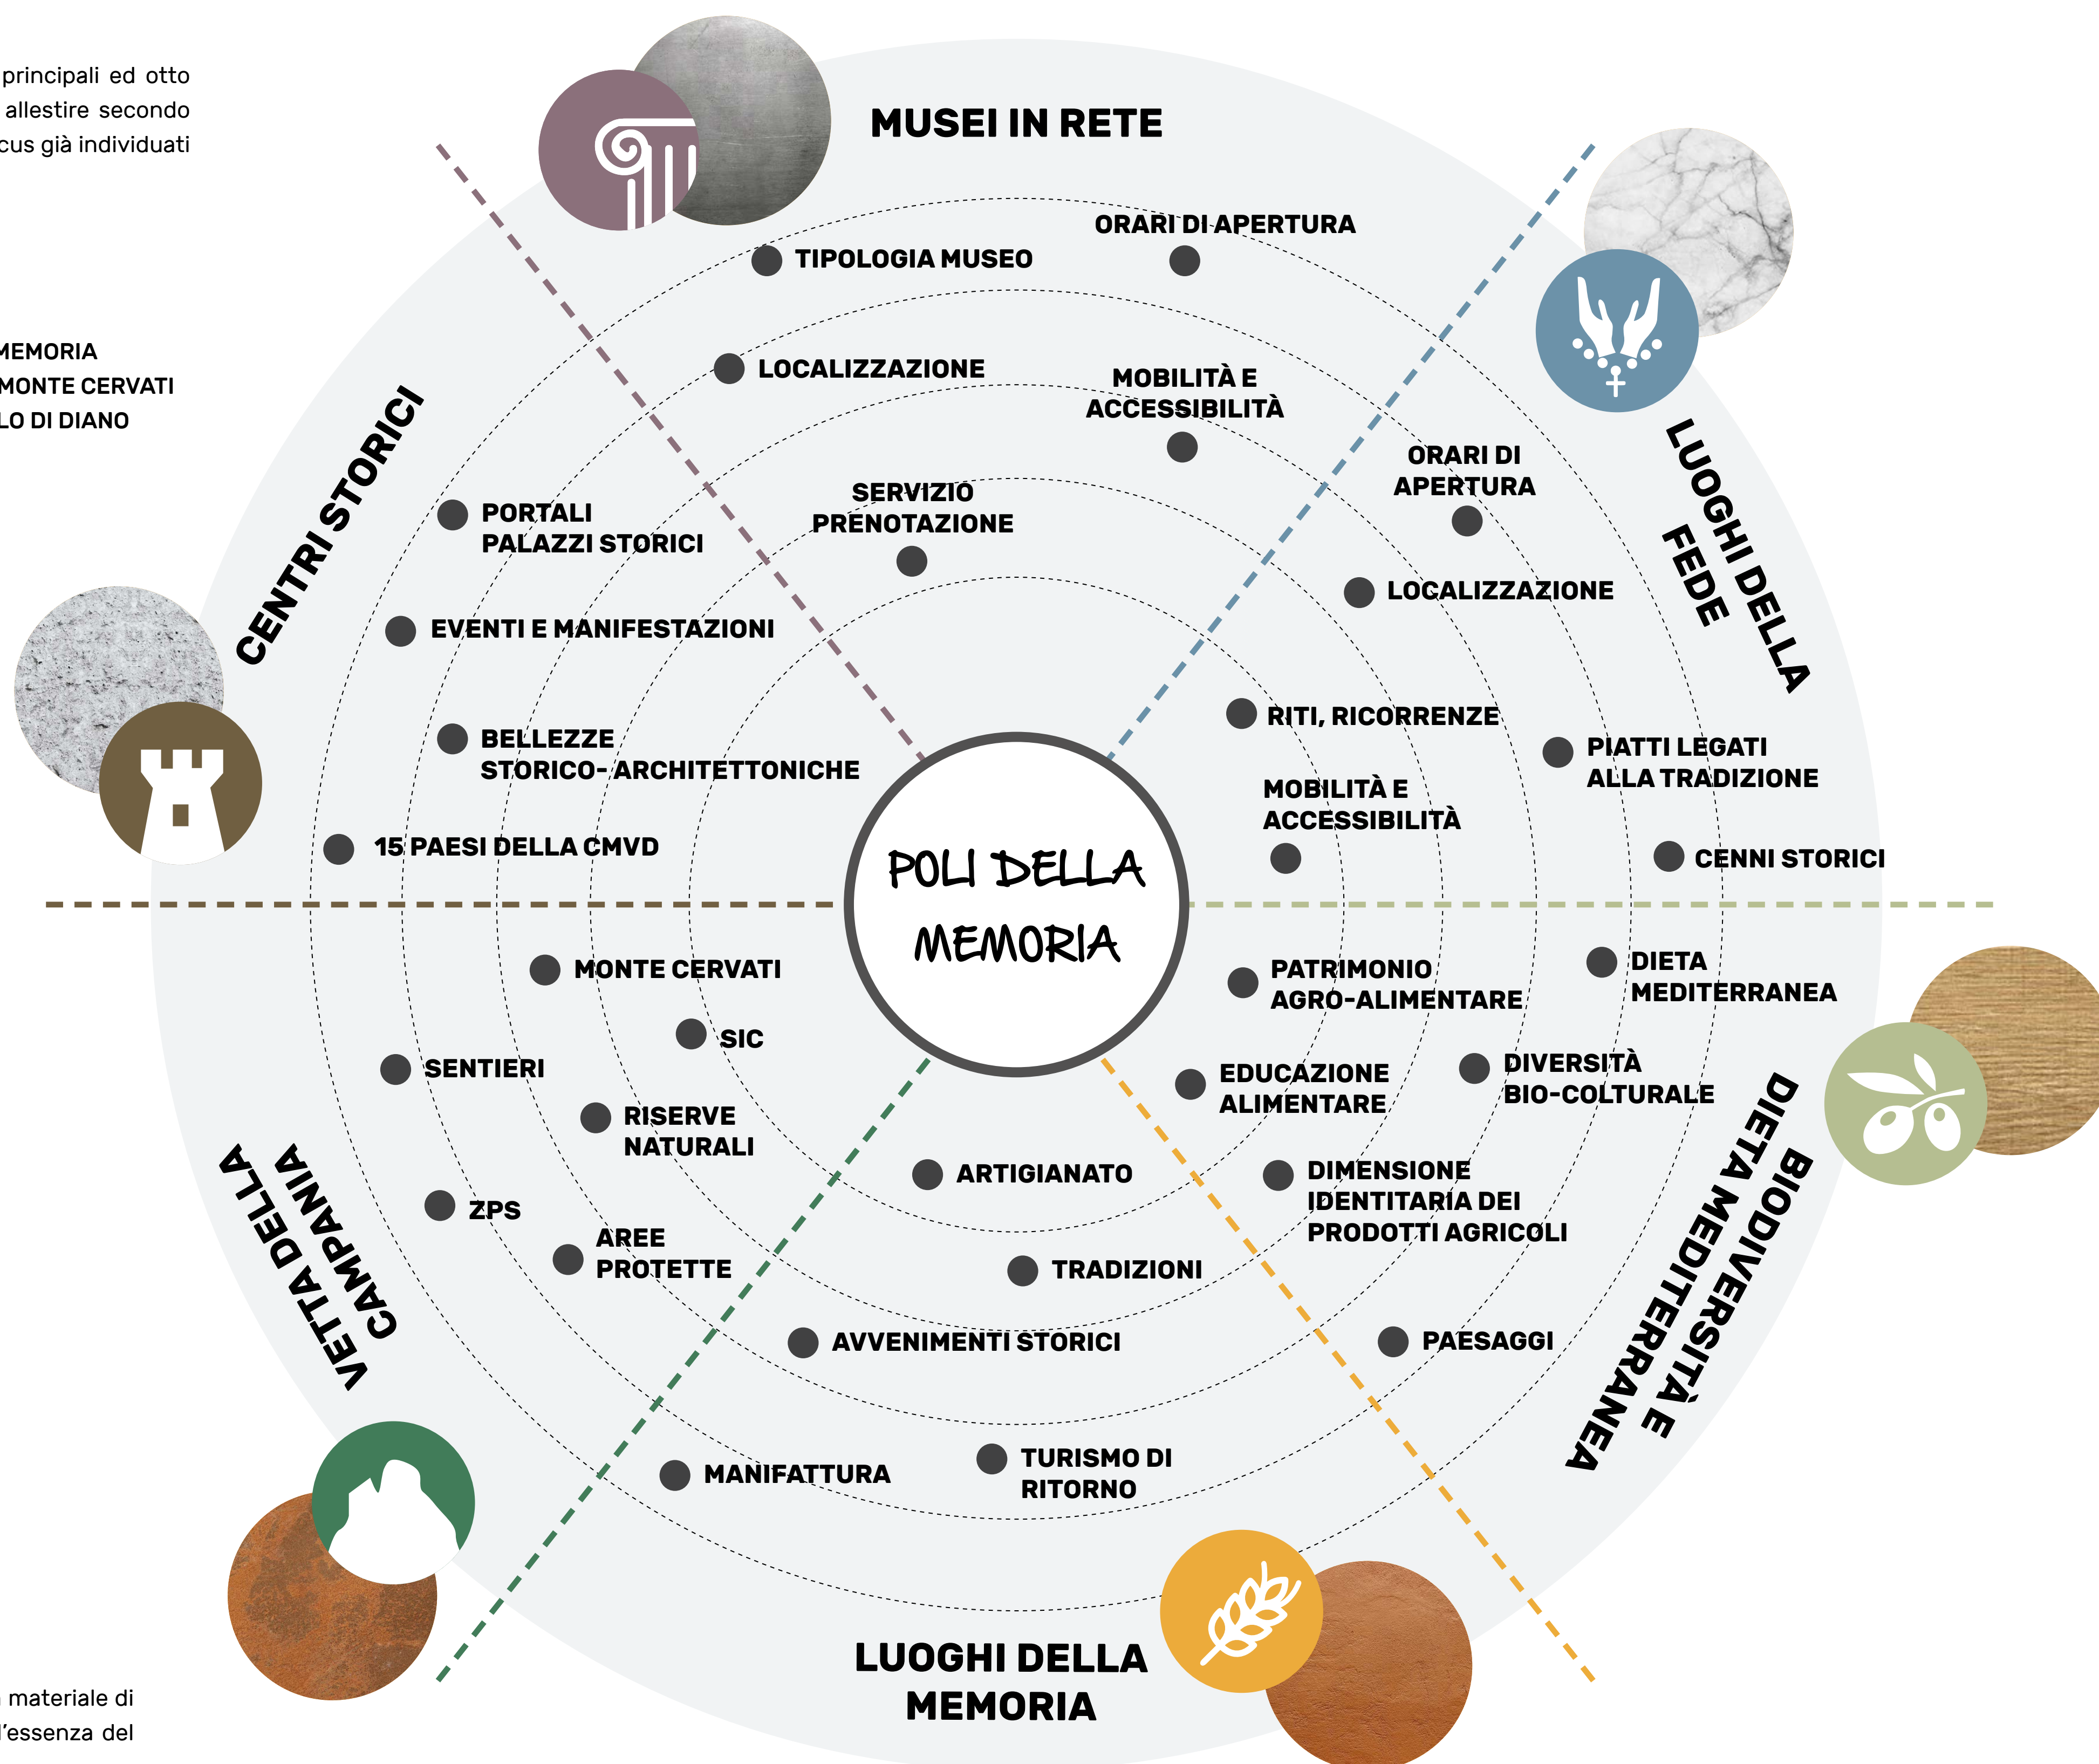 principali ed otto
allestire secondo
cus già individuati
MEMORIA
MONTE CERVATI
LO DI DIANO
MUSEI IN RETE
TIPOLOGIA MUSEO
ORARI DI APERTURA
LOCALIZZAZIONE
MOBILITÀ E
ACCESSIBILITÀ
SERVIZIO
PRENOTAZIONE
LUOGHI DELLA
FEDE
ORARI DI
APERTURA
LOCALIZZAZIONE
RITI, RICORRENZE
PIATTI LEGATI
ALLA TRADIZIONE
MOBILITÀ E
ACCESSIBILITÀ
CENNI STORICI
CENTRI STORICI
PORTALI
PALAZZI STORICI
EVENTI E MANIFESTAZIONI
BELLEZZE
STORICO- ARCHITETTONICHE
15 PAESI DELLA CMVD
POLI DELLA
MEMORIA
MONTE CERVATI
SIC
SENTIERI
RISERVE
NATURALI
ZPS
AREE
PROTETTE
VETTA DELLA
CAMPANIA
PATRIMONIO
AGRO-ALIMENTARE
DIETA
MEDITERRANEA
EDUCAZIONE
ALIMENTARE
DIVERSITÀ
BIO-COLTURALE
DIMENSIONE
IDENTITARIA DEI
PRODOTTI AGRICOLI
PAESAGGI
BIODIVERSITÀ E
DIETA MEDITERRANEA
ARTIGIANATO
TRADIZIONI
AVVENIMENTI STORICI
MANIFATTURA
TURISMO DI
RITORNO
LUOGHI DELLA
MEMORIA
materiale di
l'essenza del